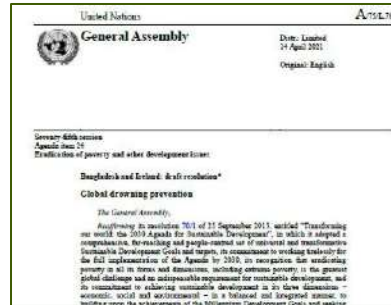 United Nations
A/75/L.7
General Assembly
Distr.: Limited
14 April 2021
Original: English
Seventy-fifth session
Agenda item 24
Eradication of poverty and other development issues
Bangladesh and Ireland: draft resolution*
Global drowning prevention
The General Assembly,
Reaffirming its resolution 70/1 of 25 September 2015, entitled “Transforming
our world: the 2030 Agenda for Sustainable Development”, in which it adopted a
comprehensive, far-reaching and people-centred set of universal and transformative
Sustainable Development Goals and targets, its commitment to working tirelessly for
the full implementation of the Agenda by 2030, its recognition that eradicating
poverty in all its forms and dimensions, including extreme poverty, is the greatest
global challenge and an indispensable requirement for sustainable development, and
its commitment to achieving sustainable development in its three dimensions –
economic, social and environmental – in a balanced and integrated manner, to
building upon the achievements of the Millennium Development Goals and seeking